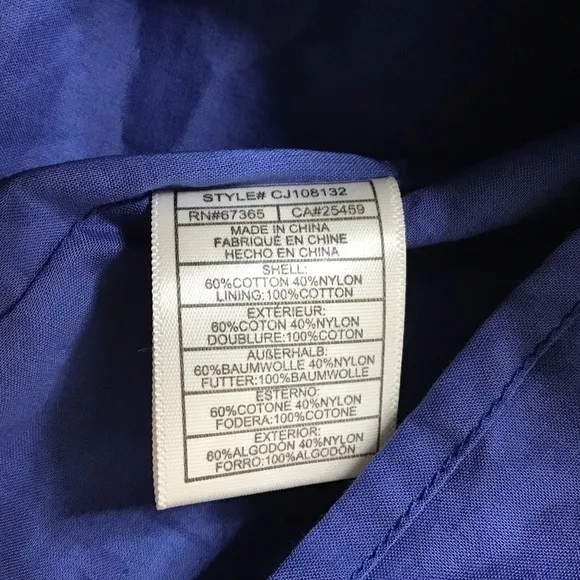 STYLE# CJ108132
RN#67365 CA#25459
MADE IN CHINA
FABRIQUÉ EN CHINE
HECHO EN CHINA
SHELL:
60%COTTON 40%NYLON
LINING:100%COTTON
EXTÉRIEUR:
60%COTON 40%NYLON
DOUBLURE:100%COTON
AUßERHALB:
60%BAUMWOLLE 40%NYLON
FUTTER:100%BAUMWOLLE
ESTERNO:
60%COTONE 40%NYLON
FODERA:100%COTONE
EXTERIOR:
60%ALGODÓN 40%NYLON
FORRO:100%ALGODÓN